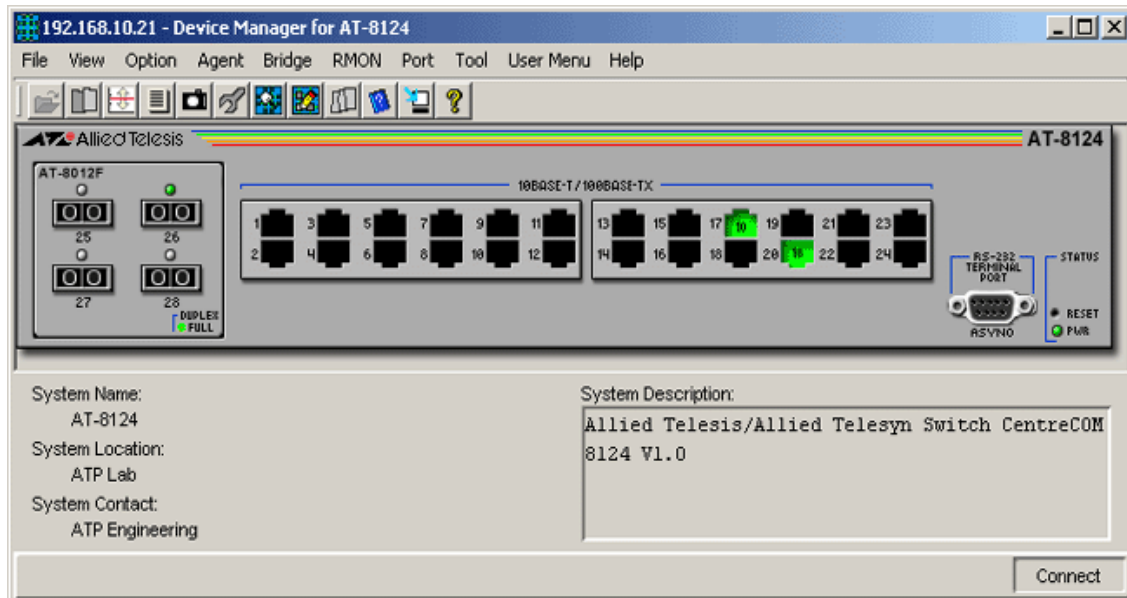 192.168.10.21 - Device Manager for AT-8124
File View Option Agent Bridge RMON Port Tool User Menu Help
Allied Telesis AT-8124
AT-8012F
10BASE-T/100BASE-TX
25 26
27 28
DUPLEX
FULL
1 3 5 7 9 11 13 15 17 10 19 21 23
2 4 6 8 10 12 14 16 18 20 10 22 24
RS-232
TERMINAL
PORT
ASYNO
STATUS
RESET
PWR
System Name:
AT-8124
System Location:
ATP Lab
System Contact:
ATP Engineering
System Description:
Allied Telesis/Allied Telesyn Switch CentreCOM
8124 V1.0
Connect